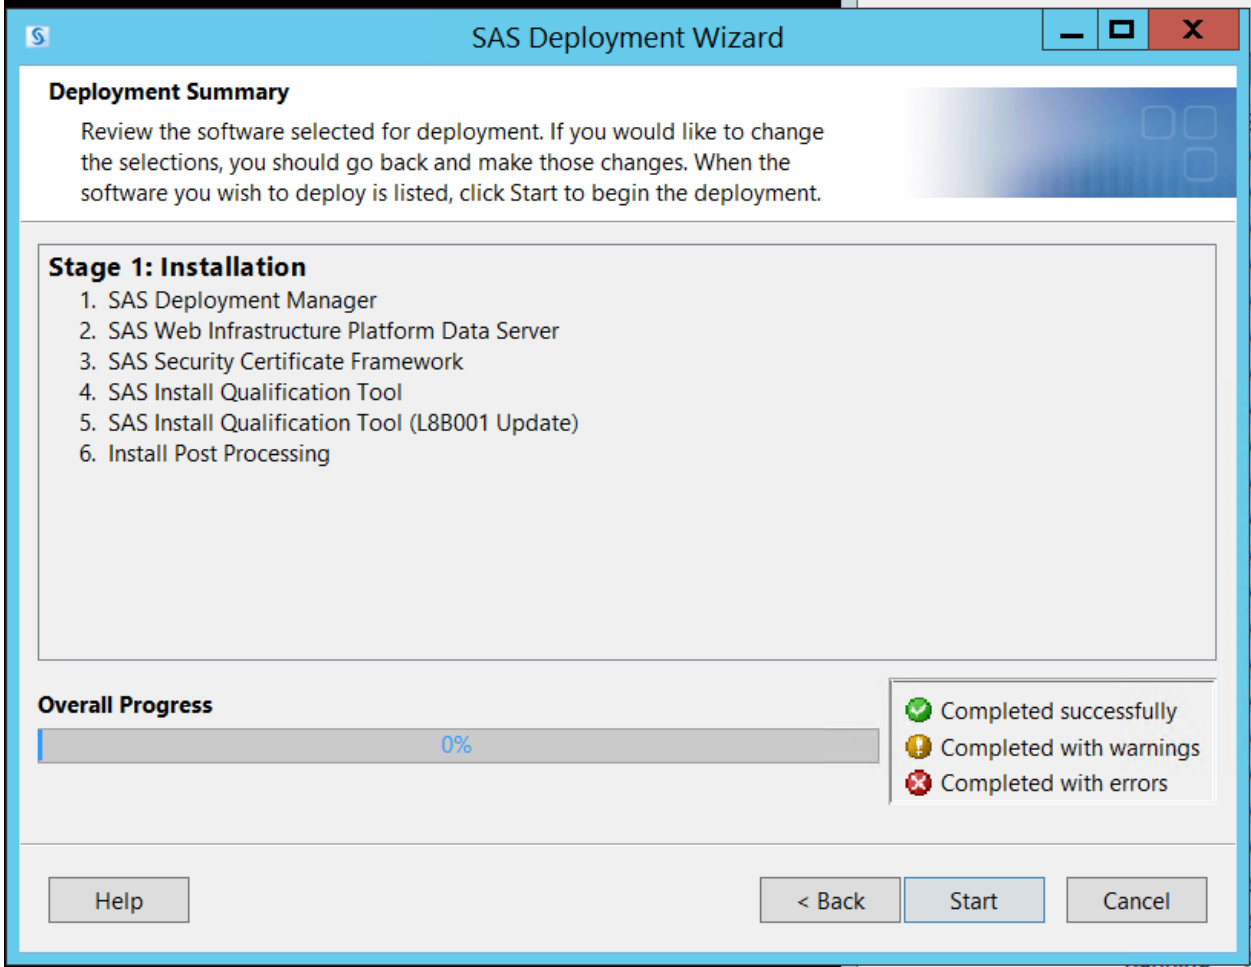 SAS Deployment Wizard
Deployment Summary
Review the software selected for deployment. If you would like to change
the selections, you should go back and make those changes. When the
software you wish to deploy is listed, click Start to begin the deployment.
Stage 1: Installation
1. SAS Deployment Manager
2. SAS Web Infrastructure Platform Data Server
3. SAS Security Certificate Framework
4. SAS Install Qualification Tool
5. SAS Install Qualification Tool (L8B001 Update)
6. Install Post Processing
Overall Progress
0%
Completed successfully
Completed with warnings
Completed with errors
Help
< Back
Start
Cancel